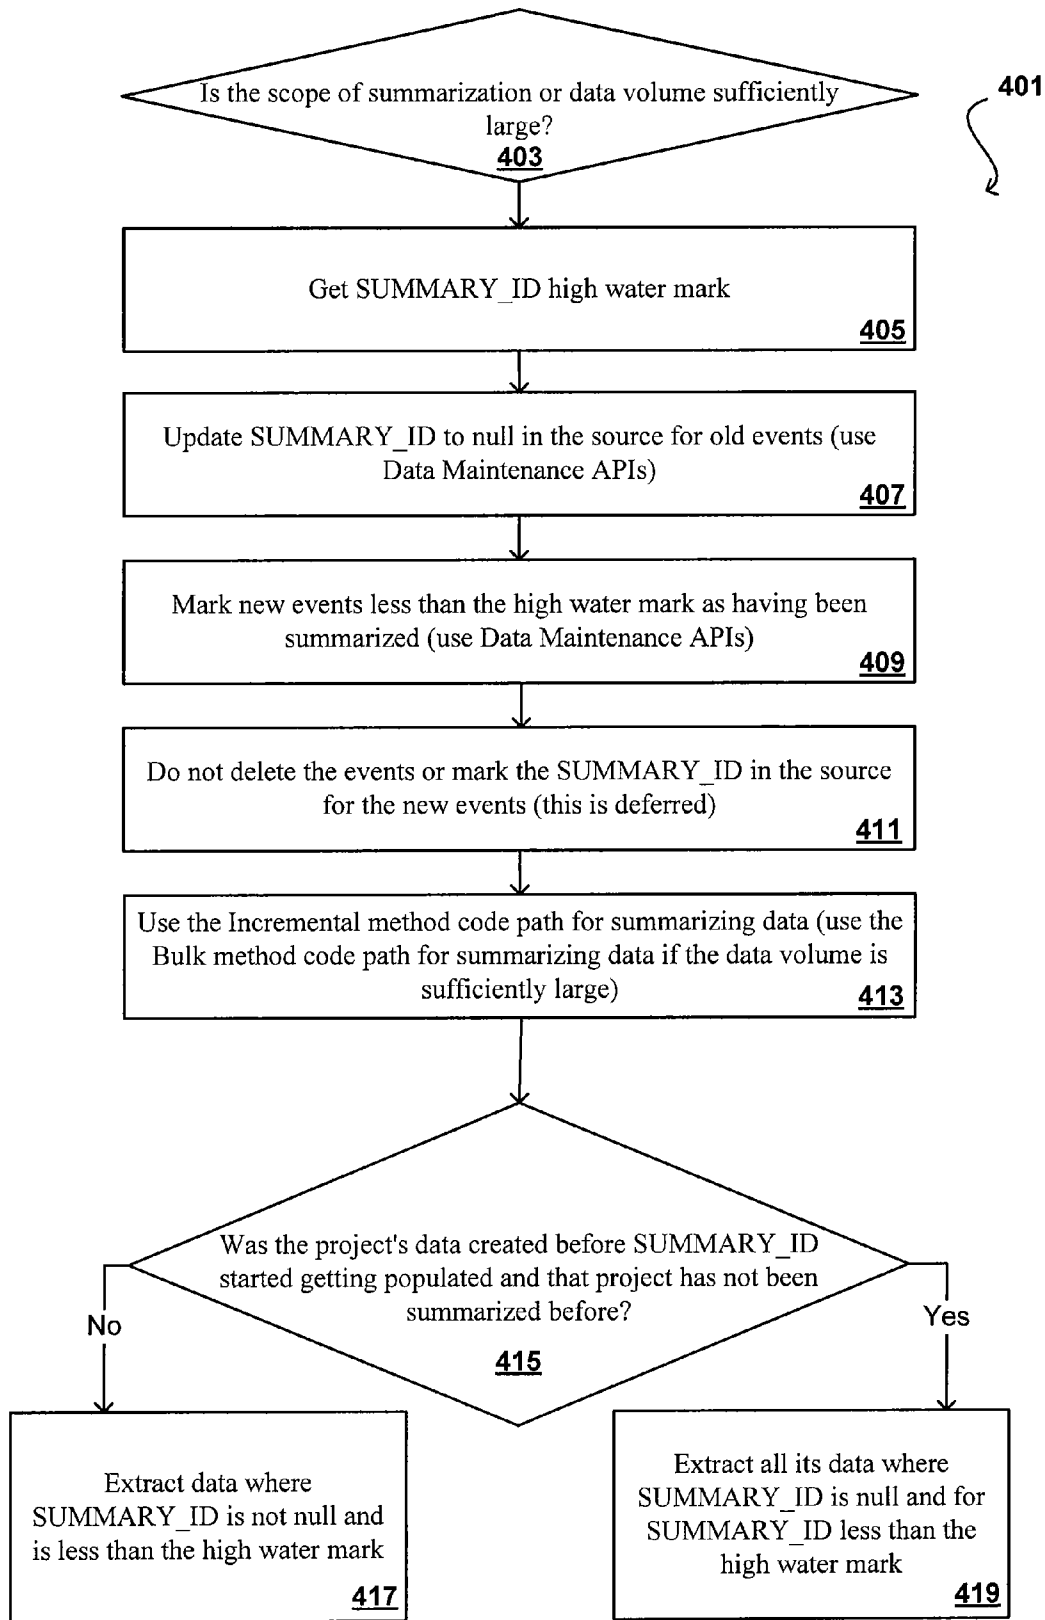 401
Is the scope of summarization or data volume sufficiently
large?
403
Get SUMMARY_ID high water mark
405
Update SUMMARY_ID to null in the source for old events (use
Data Maintenance APIs)
407
Mark new events less than the high water mark as having been
summarized (use Data Maintenance APIs)
409
Do not delete the events or mark the SUMMARY_ID in the source
for the new events (this is deferred)
411
Use the Incremental method code path for summarizing data (use the
Bulk method code path for summarizing data if the data volume is
sufficiently large)
413
Was the project's data created before SUMMARY_ID
started getting populated and that project has not been
summarized before?
415
No
Yes
Extract data where
SUMMARY_ID is not null and
is less than the high water mark
417
Extract all its data where
SUMMARY_ID is null and for
SUMMARY_ID less than the
high water mark
419